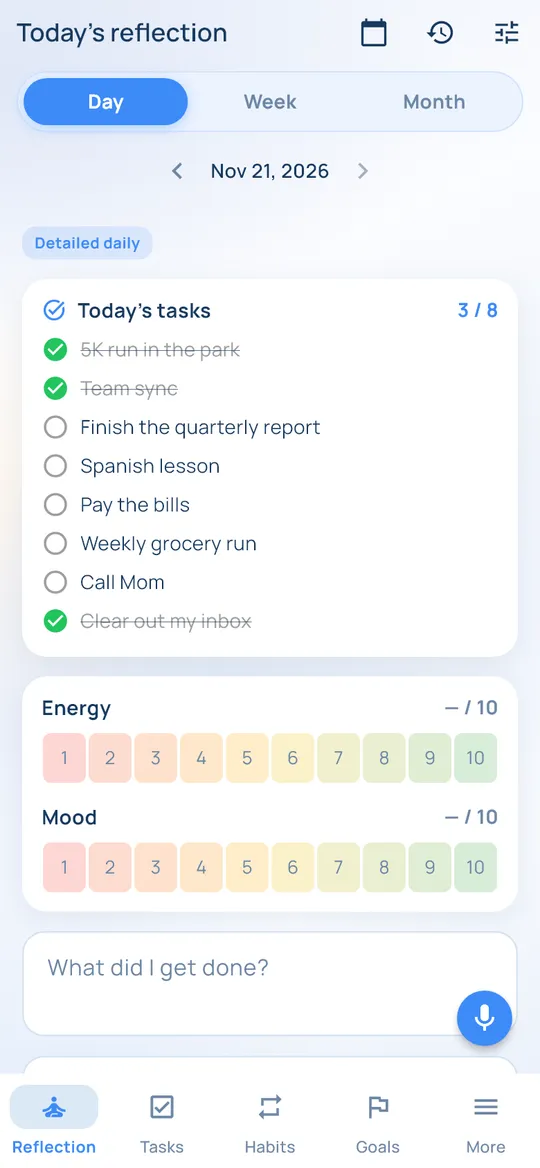 Today's reflection
Day Week Month
Nov 21, 2026
Detailed daily
Today's tasks 3 / 8
5K run in the park
Team sync
Finish the quarterly report
Spanish lesson
Pay the bills
Weekly grocery run
Call Mom
Clear out my inbox
Energy — / 10
1 2 3 4 5 6 7 8 9 10
Mood — / 10
1 2 3 4 5 6 7 8 9 10
What did I get done?
Reflection Tasks Habits Goals More